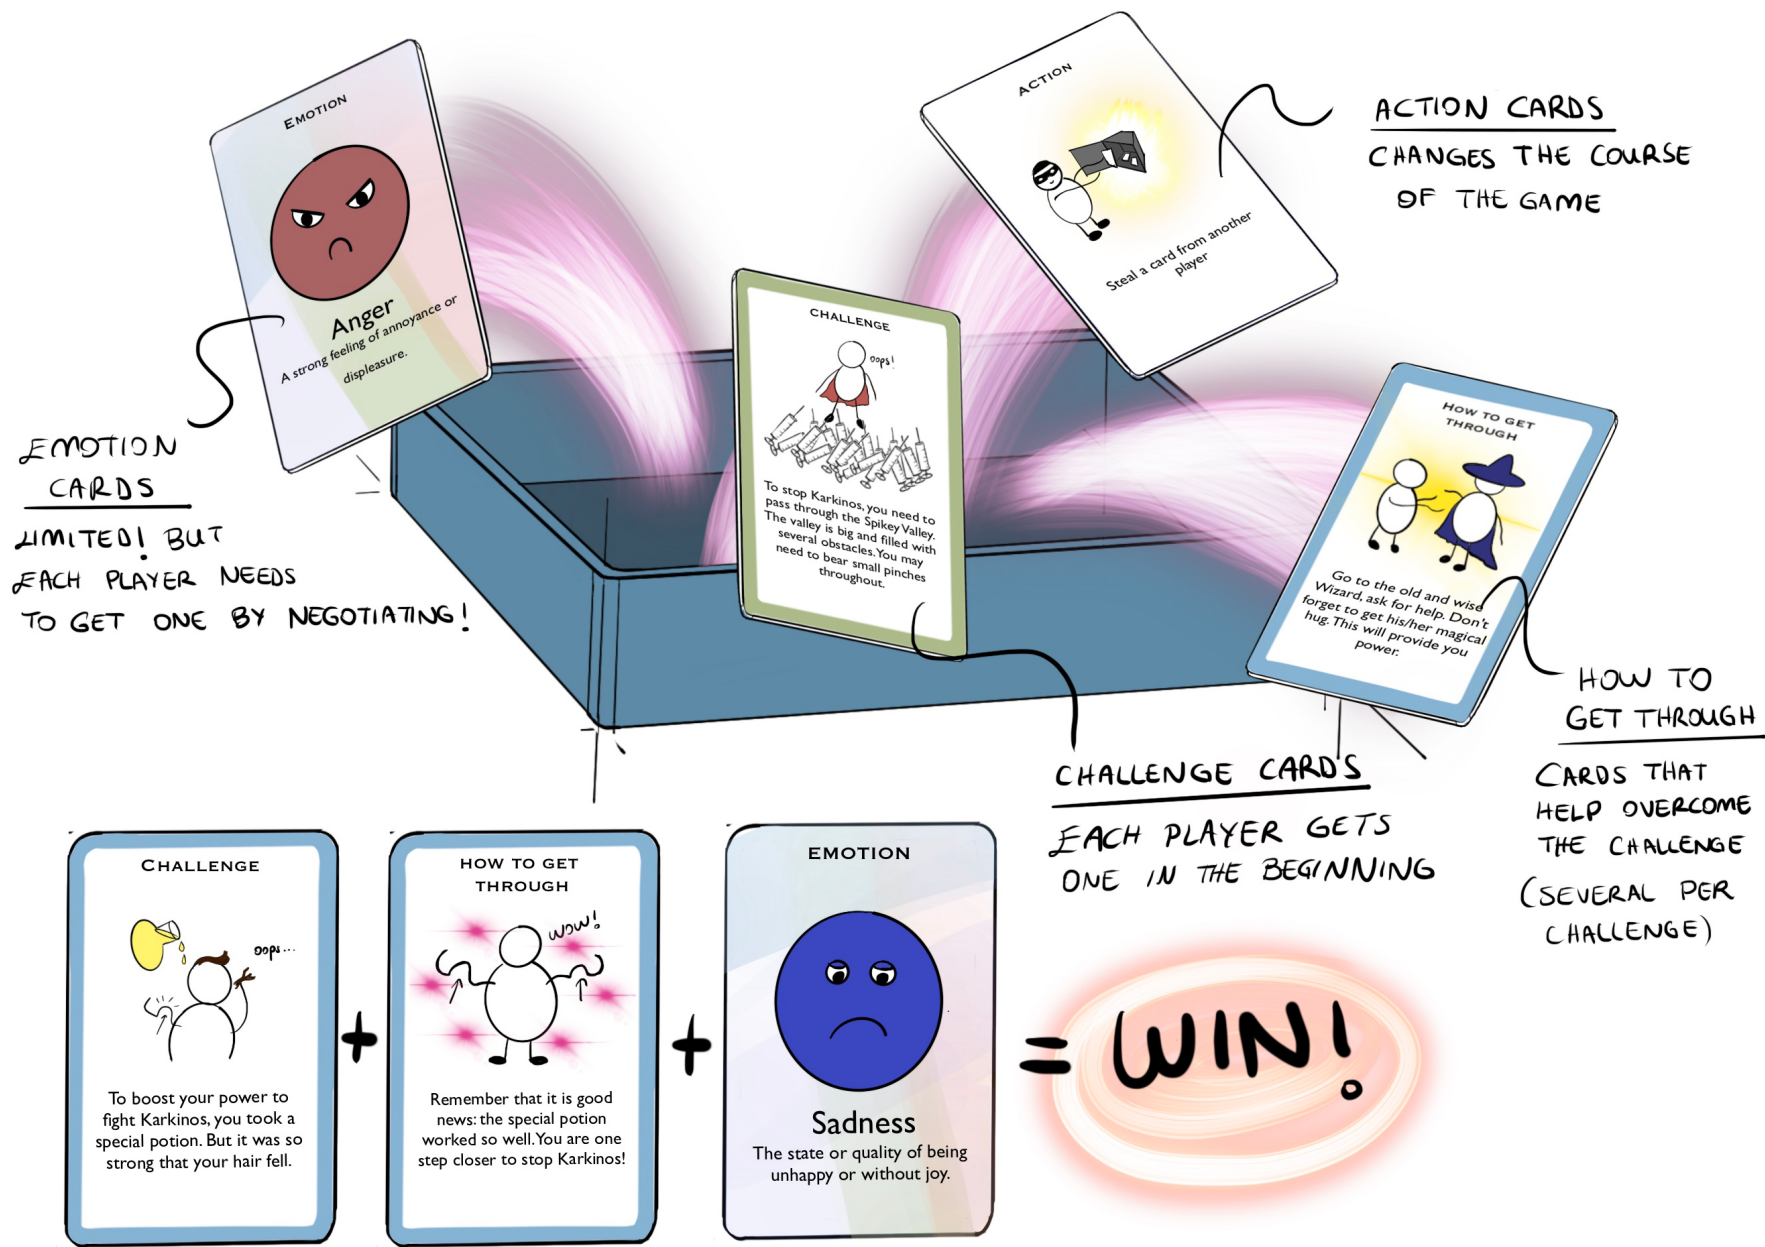 EMOTION
Anger
A strong feeling of annoyance or
displeasure.
ACTION
Steal a card from another
player
ACTION CARDS
CHANGES THE COURSE
OF THE GAME
CHALLENGE
OOPS!
To stop Karkinos, you need to
pass through the Spikey Valley.
The valley is big and filled with
several obstacles. You may
need to bear small pinches
throughout.
HOW TO GET
THROUGH
Go to the old and wise
Wizard, ask for help. Don't
forget to get his/her magical
hug. This will provide you
power.
EMOTION
CARDS
LIMITED! BUT
EACH PLAYER NEEDS
TO GET ONE BY NEGOTIATING!
HOW TO
GET THROUGH
CARDS THAT
HELP OVERCOME
THE CHALLENGE
(SEVERAL PER
CHALLENGE)
CHALLENGE CARDS
EACH PLAYER GETS
ONE IN THE BEGINNING
CHALLENGE
OOPS...
To boost your power to
fight Karkinos, you took a
special potion. But it was so
strong that your hair fell.
+
HOW TO GET
THROUGH
WOW!
Remember that it is good
news: the special potion
worked so well. You are one
step closer to stop Karkinos!
+
EMOTION
Sadness
The state or quality of being
unhappy or without joy.
= WIN!